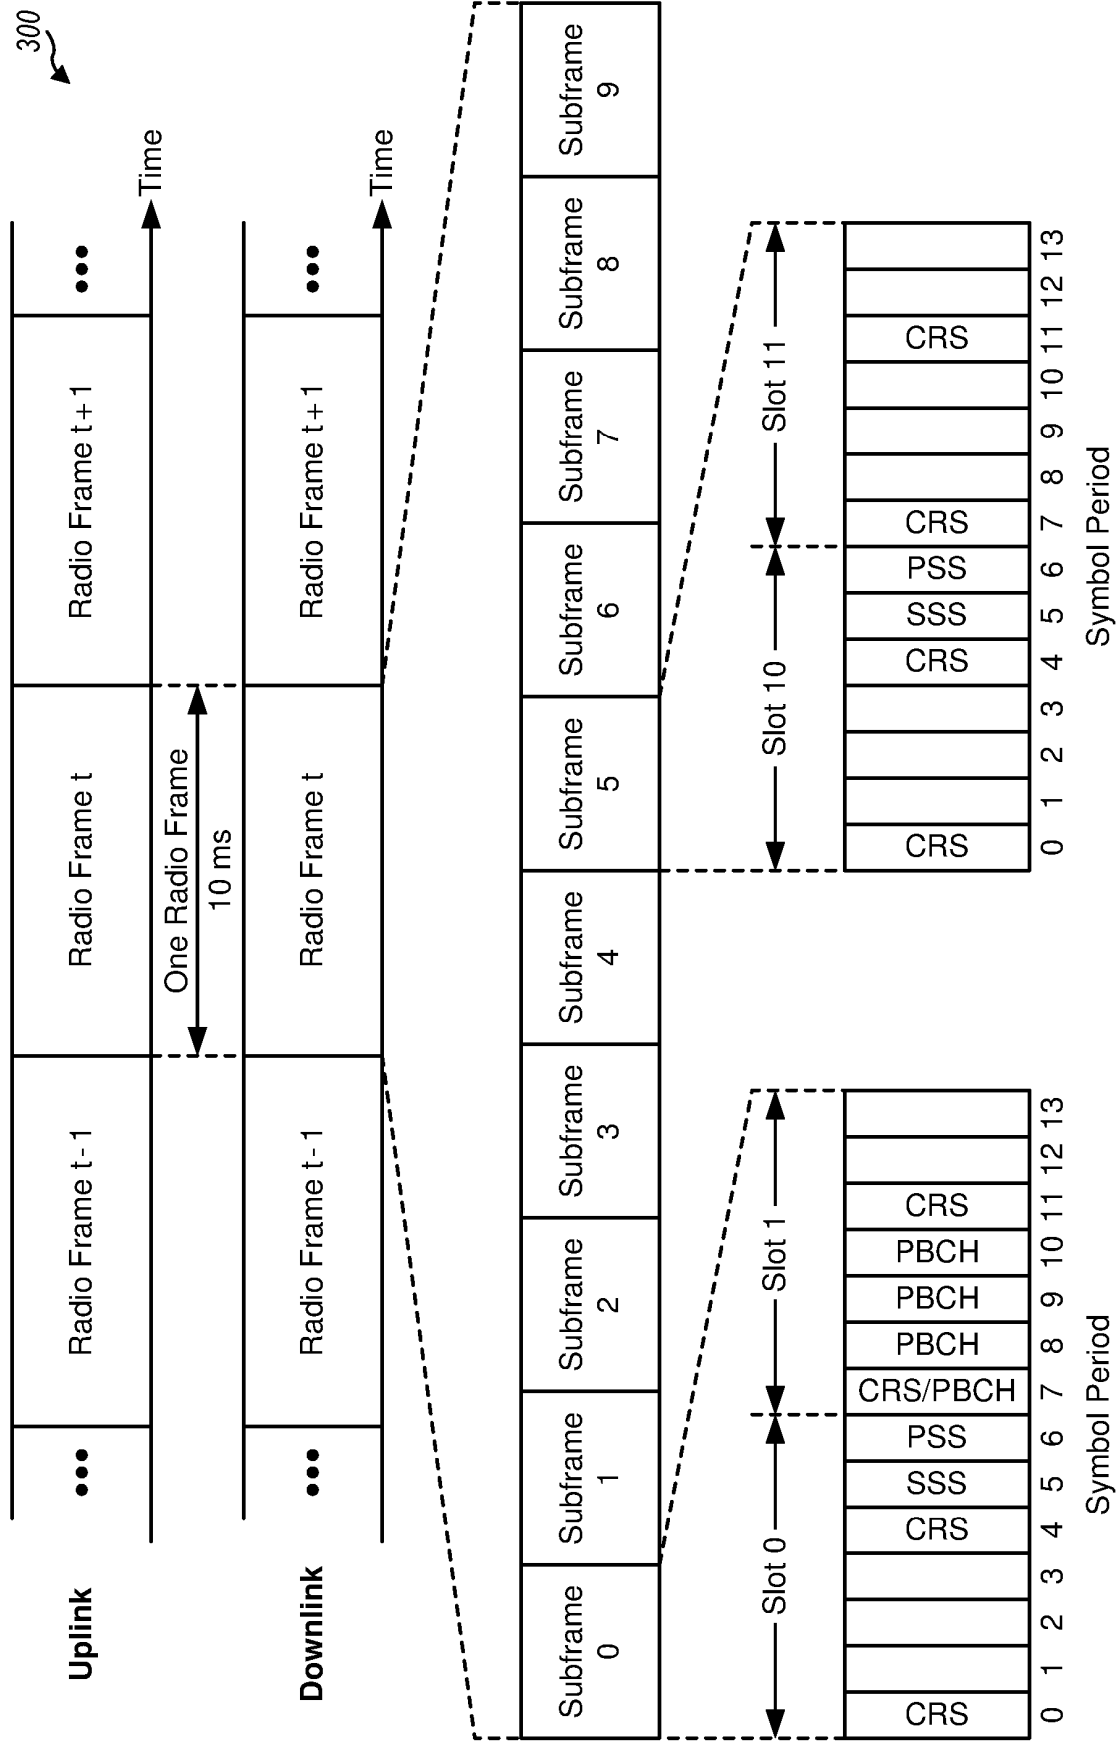 300
Uplink
••• Radio Frame t- 1 Radio Frame t Radio Frame t+ 1 •••
Time
One Radio Frame
10 ms
Downlink
••• Radio Frame t- 1 Radio Frame t Radio Frame t+ 1 •••
Time
Subframe Subframe Subframe Subframe Subframe Subframe Subframe Subframe Subframe Subframe
0 1 2 3 4 5 6 7 8 9
Slot 0 Slot 1
CRS CRS SSS PSS CRS/PBCH PBCH PBCH PBCH CRS
0 1 2 3 4 5 6 7 8 9 10 11 12 13
Symbol Period
Slot 10 Slot 11
CRS CRS SSS PSS CRS CRS
0 1 2 3 4 5 6 7 8 9 10 11 12 13
Symbol Period